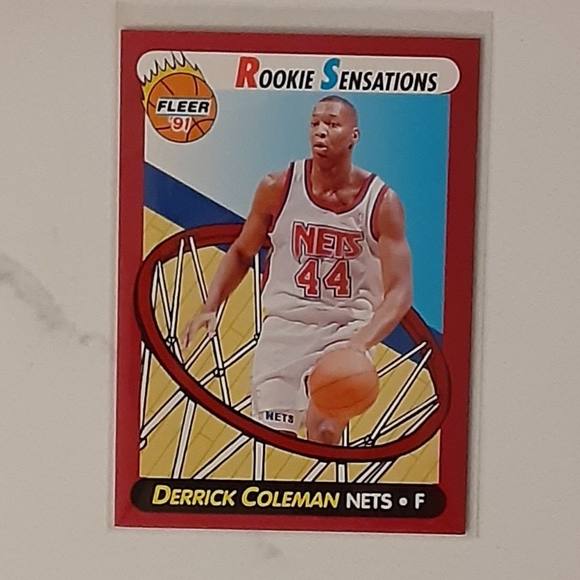 ROOKIE SENSATIONS
FLEER
'91
NETS
44
NETS
DERRICK COLEMAN NETS • F